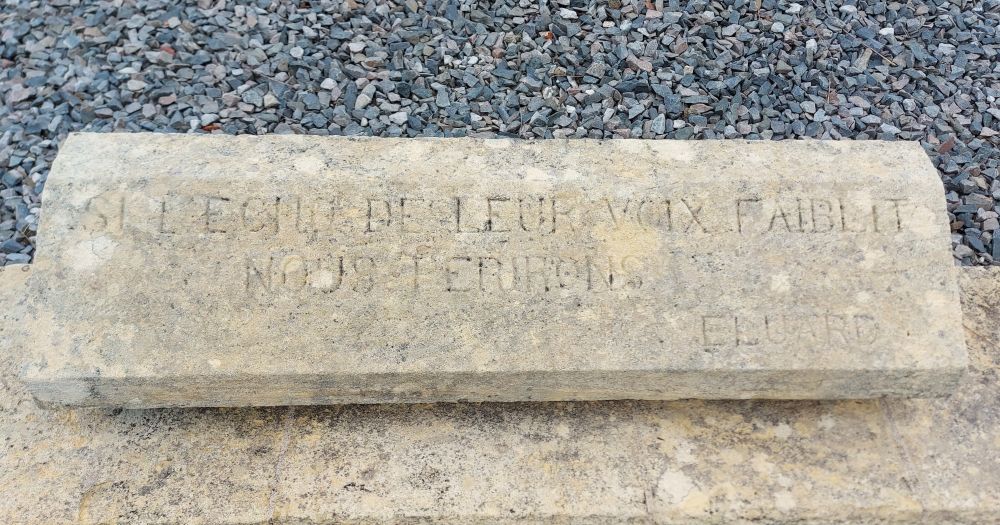 SI L'ECHO DE LEUR VOIX FAIBLIT
NOUS PERIRONS
ELUARD